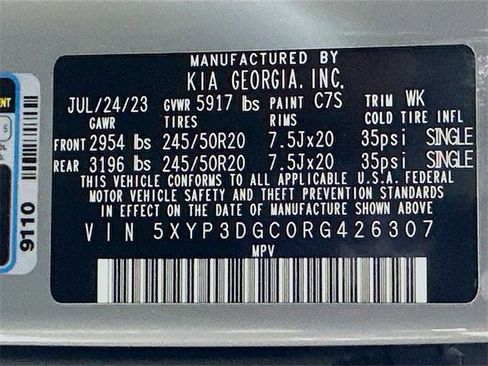 MANUFACTURED BY
KIA GEORGIA, INC.
JUL/24/23 GVWR 5917 lbs PAINT C7S TRIM WK
GAWR TIRES RIMS COLD TIRE INFL
FRONT 2954 lbs 245/50R20 7.5Jx20 35psi SINGLE
REAR 3196 lbs 245/50R20 7.5Jx20 35psi SINGLE
THIS VEHICLE CONFORMS TO ALL APPLICABLE U.S.A FEDERAL
MOTOR VEHICLE SAFETY AND THEFT PREVENTION STANDARDS
IN EFFECT ON THE DATE OF MANUFACTURE SHOWN ABOVE.
VIN 5XYP3DGC0RG426307
MPV
9110
5